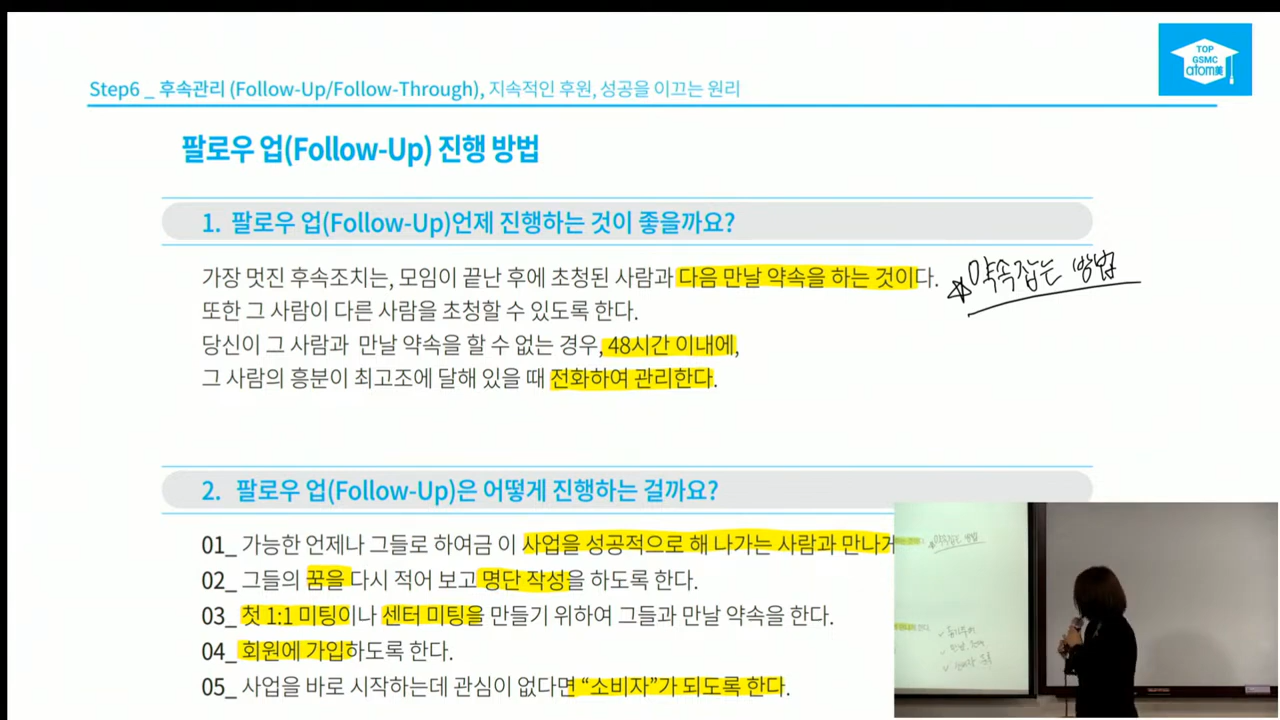 TOP
GSMC
atom美
Step6 _ 후속관리 (Follow-Up/Follow-Through), 지속적인 후원, 성공을 이끄는 원리
팔로우 업(Follow-Up) 진행 방법
1. 팔로우 업(Follow-Up)언제 진행하는 것이 좋을까요?
가장 멋진 후속조치는, 모임이 끝난 후에 초청된 사람과 다음 만날 약속을 하는 것이다.
약속잡는 방법
또한 그 사람이 다른 사람을 초청할 수 있도록 한다.
당신이 그 사람과 만날 약속을 할 수 없는 경우, 48시간 이내에,
그 사람의 흥분이 최고조에 달해 있을 때 전화하여 관리한다.
2. 팔로우 업(Follow-Up)은 어떻게 진행하는 걸까요?
01_ 가능한 언제나 그들로 하여금 이 사업을 성공적으로 해 나가는 사람과 만나거
02_ 그들의 꿈을 다시 적어 보고 명단 작성을 하도록 한다.
03_ 첫 1:1 미팅이나 센터 미팅을 만들기 위하여 그들과 만날 약속을 한다.
04_ 회원에 가입하도록 한다.
05_ 사업을 바로 시작하는데 관심이 없다면 “소비자”가 되도록 한다.
약속잡는 방법